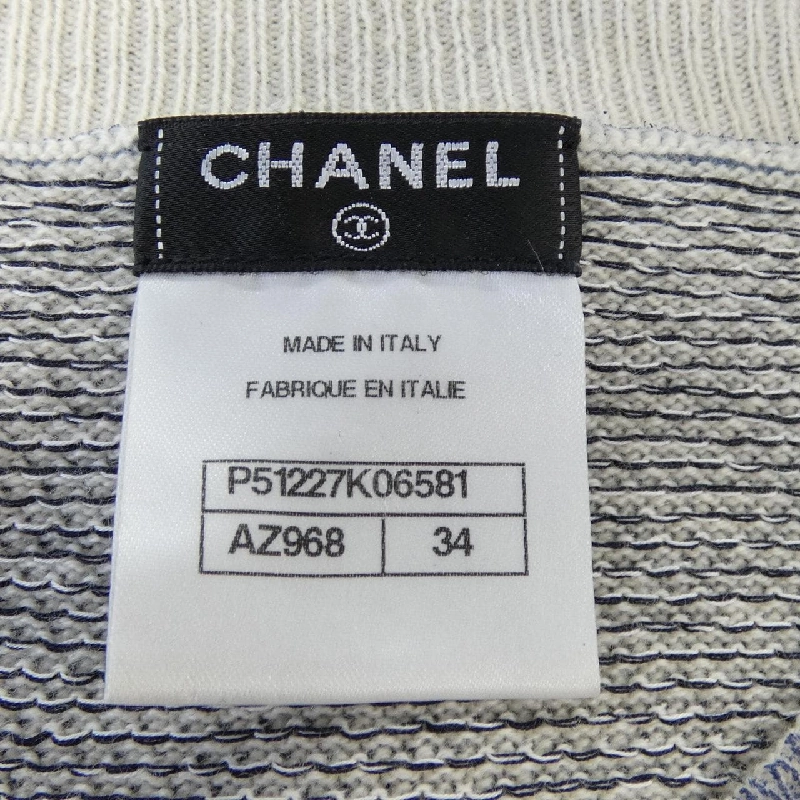 CHANEL
MADE IN ITALY
FABRIQUE EN ITALIE
P51227K06581
AZ968 34